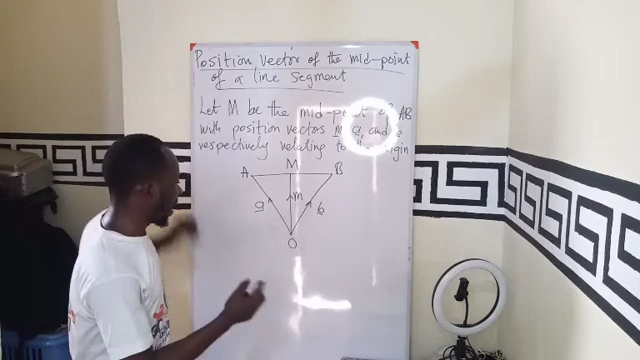 Position vector of the mid-point
of a line segment
Let M be the mid-point of AB
with position vectors m, a, and
respectively relating to the origin
A M B
a m b
O